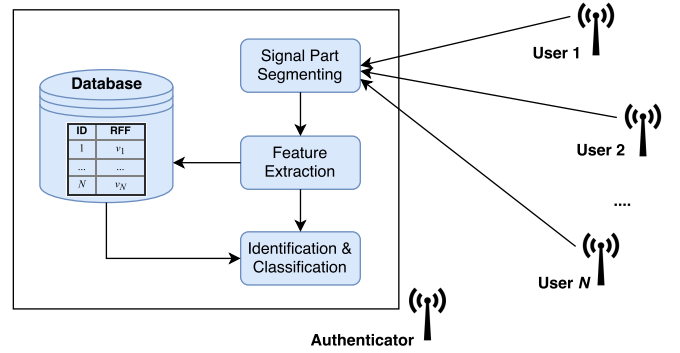 Signal Part
Segmenting
User 1
Database
ID RFF
1 v1
... ...
N vN
Feature
Extraction
User 2
....
Identification &
Classification
User N
Authenticator